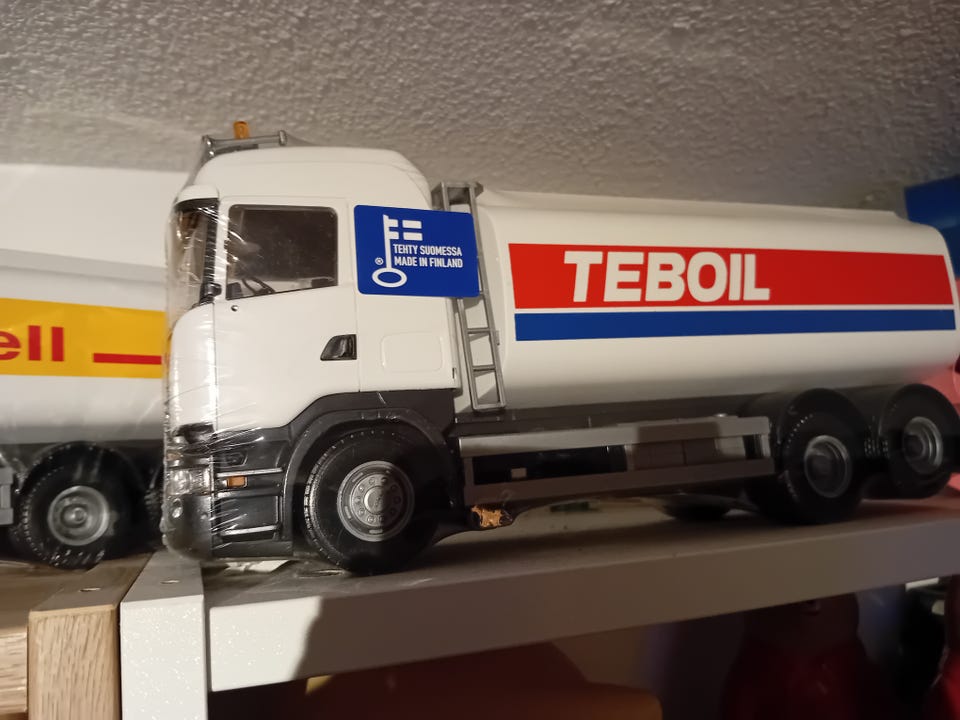 ell
TEHTY SUOMESSA
® MADE IN FINLAND
TEBOIL